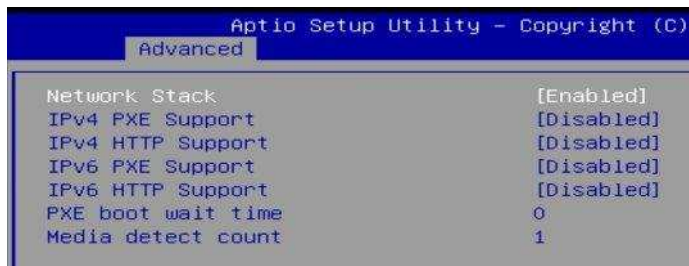 Aptio Setup Utility – Copyright (C)
Advanced
Network Stack [Enabled]
IPv4 PXE Support [Disabled]
IPv4 HTTP Support [Disabled]
IPv6 PXE Support [Disabled]
IPv6 HTTP Support [Disabled]
PXE boot wait time 0
Media detect count 1